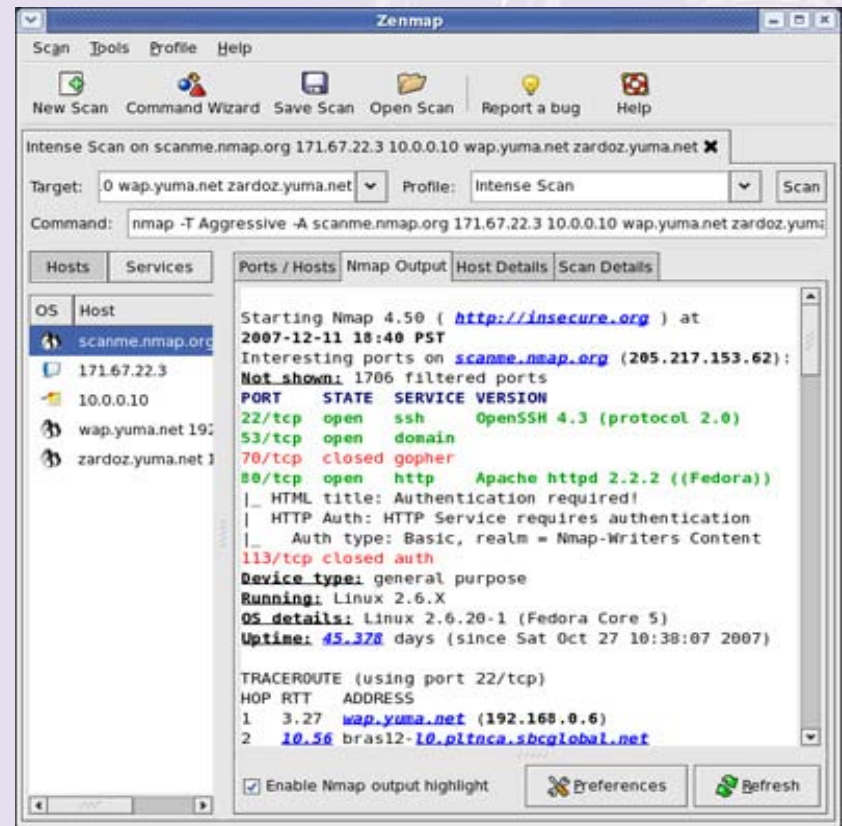 Zenmap
Scan Tools Profile Help
New Scan Command Wizard Save Scan Open Scan Report a bug Help
Intense Scan on scanme.nmap.org 171.67.22.3 10.0.0.10 wap.yuma.net zardoz.yuma.net
Target: .0 wap.yuma.net zardoz.yuma.net Profile: Intense Scan Scan
Command: nmap -T Aggressive -A scanme.nmap.org 171.67.22.3 10.0.0.10 wap.yuma.net zardoz.yuma
Hosts Services Ports / Hosts Nmap Output Host Details Scan Details
OS Host
scanme.nmap.org
171.67.22.3
10.0.0.10
wap.yuma.net 192
zardoz.yuma.net 1
Starting Nmap 4.50 ( http://insecure.org ) at
2007-12-11 18:40 PST
Interesting ports on scanme.nmap.org (205.217.153.62):
Not shown: 1706 filtered ports
PORT STATE SERVICE VERSION
22/tcp open ssh OpenSSH 4.3 (protocol 2.0)
53/tcp open domain
70/tcp closed gopher
80/tcp open http Apache httpd 2.2.2 ((Fedora))
|_ HTML title: Authentication required!
| HTTP Auth: HTTP Service requires authentication
|_ Auth type: Basic, realm = Nmap-Writers Content
113/tcp closed auth
Device type: general purpose
Running: Linux 2.6.X
OS details: Linux 2.6.20-1 (Fedora Core 5)
Uptime: 45.378 days (since Sat Oct 27 10:38:07 2007)
TRACEROUTE (using port 22/tcp)
HOP RTT ADDRESS
1 3.27 wap.yuma.net (192.168.0.6)
2 10.56 bras12-l0.pltnca.sbcglobal.net
Enable Nmap output highlight Preferences Refresh